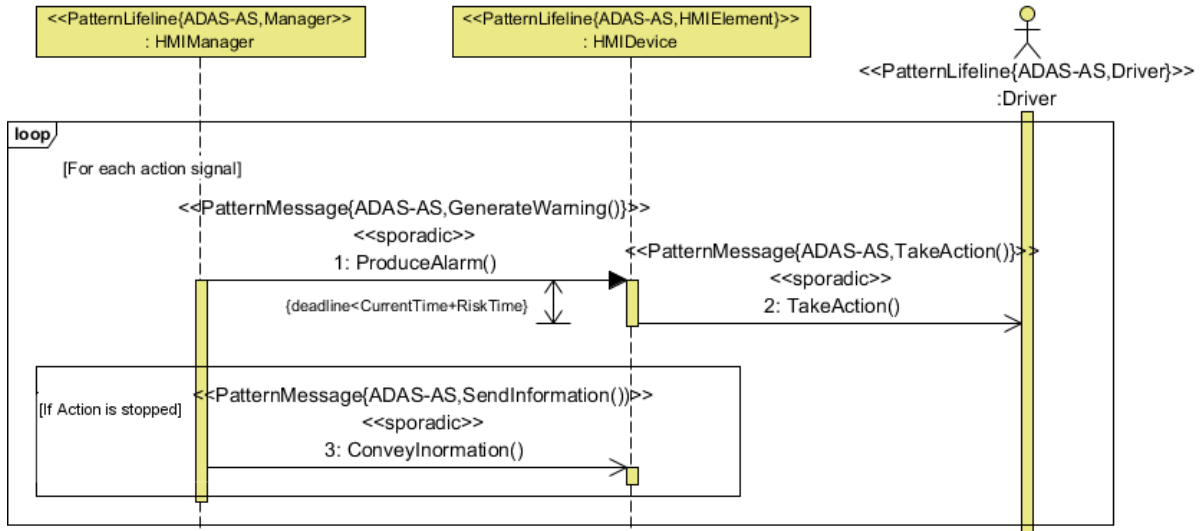 <<PatternLifeline{ADAS-AS,Manager>>
: HMIManager
<<PatternLifeline{ADAS-AS,HMIElement}>>
: HMIDevice
<<PatternLifeline{ADAS-AS,Driver}>>
:Driver
loop
[For each action signal]
<<PatternMessage{ADAS-AS,GenerateWarning()}>>
<<sporadic>>
1: ProduceAlarm()
<<PatternMessage{ADAS-AS,TakeAction()}>>
<<sporadic>>
2: TakeAction()
{deadline<CurrentTime+RiskTime}
[If Action is stopped]
<<PatternMessage{ADAS-AS,SendInformation())>>
<<sporadic>>
3: ConveyInormation()